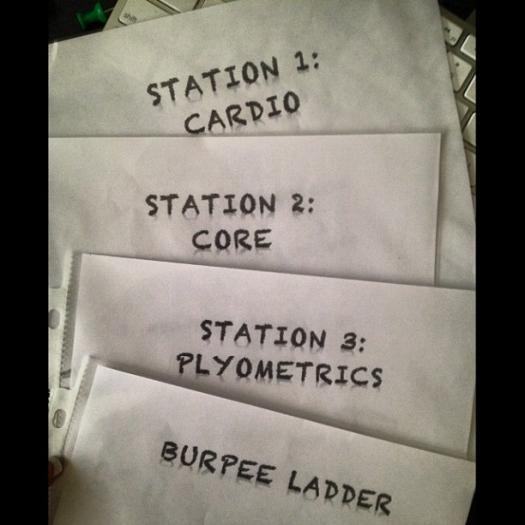 STATION 1:
CARDIO
STATION 2:
CORE
STATION 3:
PLYOMETRICS
BURPEE LADDER